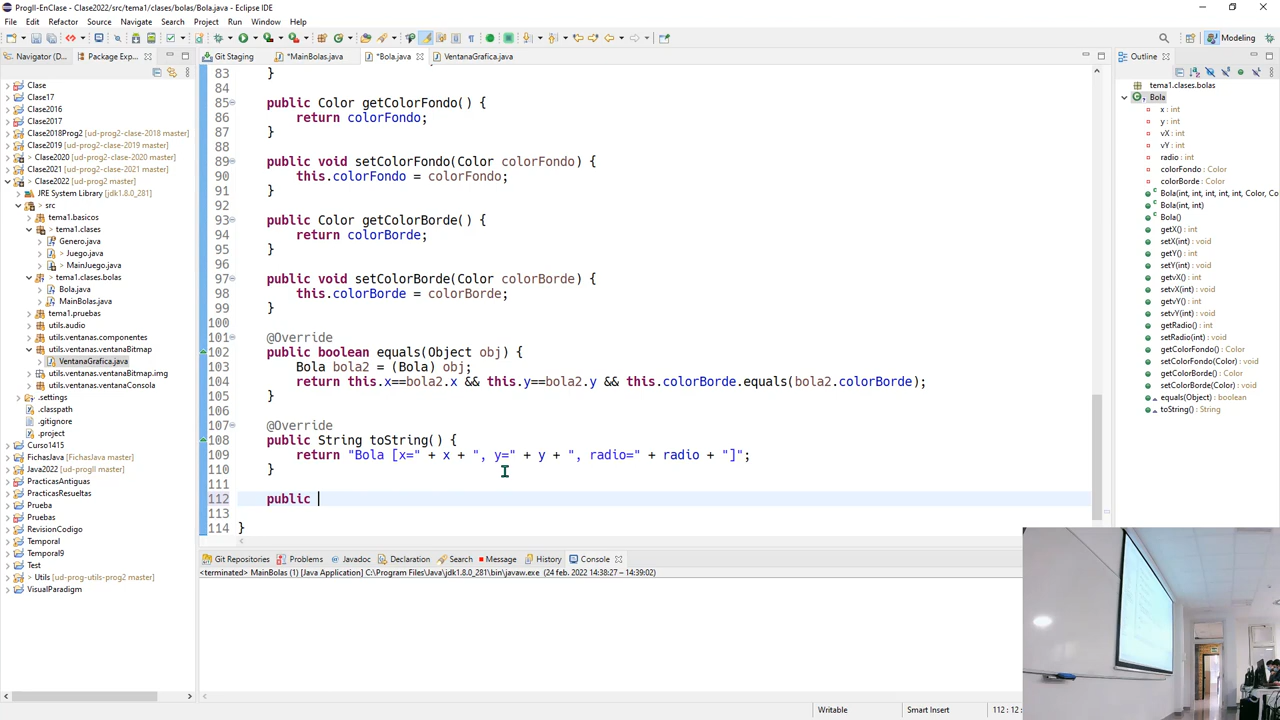 ProgII-EnClase - Clase2022/src/tema1/clases/bolas/Bola.java - Eclipse IDE
File Edit Refactor Source Navigate Search Project Run Window Help
Modeling
Navigator (D... Package Exp...
Git Staging *MainBolas.java *Bola.java VentanaGrafica.java
Outline
Clase
Clase17
Clase2016
Clase2017
Clase2018Prog2 [ud-prog2-clase-2018 master]
Clase2019 [ud-prog2-clase-2019 master]
> Clase2020 [ud-prog2-clase-2020 master]
Clase2021 [ud-prog2-clase-2021 master]
> Clase2022 [ud-prog2 master]
JRE System Library [jdk1.8.0_281]
> src
tema1.basicos
> tema1.clases
Genero.java
> Juego.java
MainJuego.java
> tema1.clases.bolas
Bola.java
MainBolas.java
tema1.pruebas
utils.audio
utils.ventanas.componentes
utils.ventanas.ventanaBitmap
VentanaGrafica.java
utils.ventanas.ventanaBitmap.img
utils.ventanas.ventanaConsola
.settings
.classpath
.gitignore
.project
Curso1415
FichasJava [FichasJava master]
Java2022 [ud-progII master]
PracticasAntiguas
PracticasResueltas
Prueba
Pruebas
RevisionCodigo
Temporal
Temporal9
Test
> Utils [ud-prog-utils-prog2 master]
VisualParadigm
83 }
84
85 public Color getColorFondo() {
86 return colorFondo;
87 }
88
89 public void setColorFondo(Color colorFondo) {
90 this.colorFondo = colorFondo;
91 }
92
93 public Color getColorBorde() {
94 return colorBorde;
95 }
96
97 public void setColorBorde(Color colorBorde) {
98 this.colorBorde = colorBorde;
99 }
100
101 @Override
102 public boolean equals(Object obj) {
103 Bola bola2 = (Bola) obj;
104 return this.x==bola2.x && this.y==bola2.y && this.colorBorde.equals(bola2.colorBorde);
105 }
106
107 @Override
108 public String toString() {
109 return "Bola [x=" + x + ", y=" + y + ", radio=" + radio + "]";
110 }
111
112 public
113
114 }
Git Repositories Problems Javadoc Declaration Search Message History Console
<terminated> MainBolas (1) [Java Application] C:\Program Files\Java\jdk1.8.0_281\bin\javaw.exe (24 feb. 2022 14:38:27 – 14:39:02)
tema1.clases.bolas
Bola
x : int
y : int
vX : int
vY : int
radio : int
colorFondo : Color
colorBorde : Color
Bola(int, int, int, int, int, Color, Co
Bola(int, int)
Bola()
getX() : int
setX(int) : void
getY() : int
setY(int) : void
getvX() : int
setvX(int) : void
getvY() : int
setvY(int) : void
getRadio() : int
setRadio(int) : void
getColorFondo() : Color
setColorFondo(Color) : void
getColorBorde() : Color
setColorBorde(Color) : void
equals(Object) : boolean
toString() : String
Writable Smart Insert 112 : 12 :